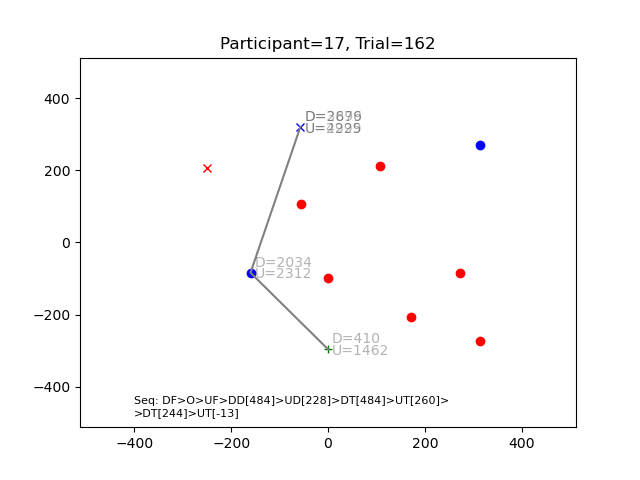 Participant=17, Trial=162
400
200
0
−200
−400
D=2034
U=2312
D=410
U=1462
Seq: DF>O>UF>DD[484]>UD[228]>DT[484]>UT[260]>
>DT[244]>UT[-13]
−400
−200
0
200
400